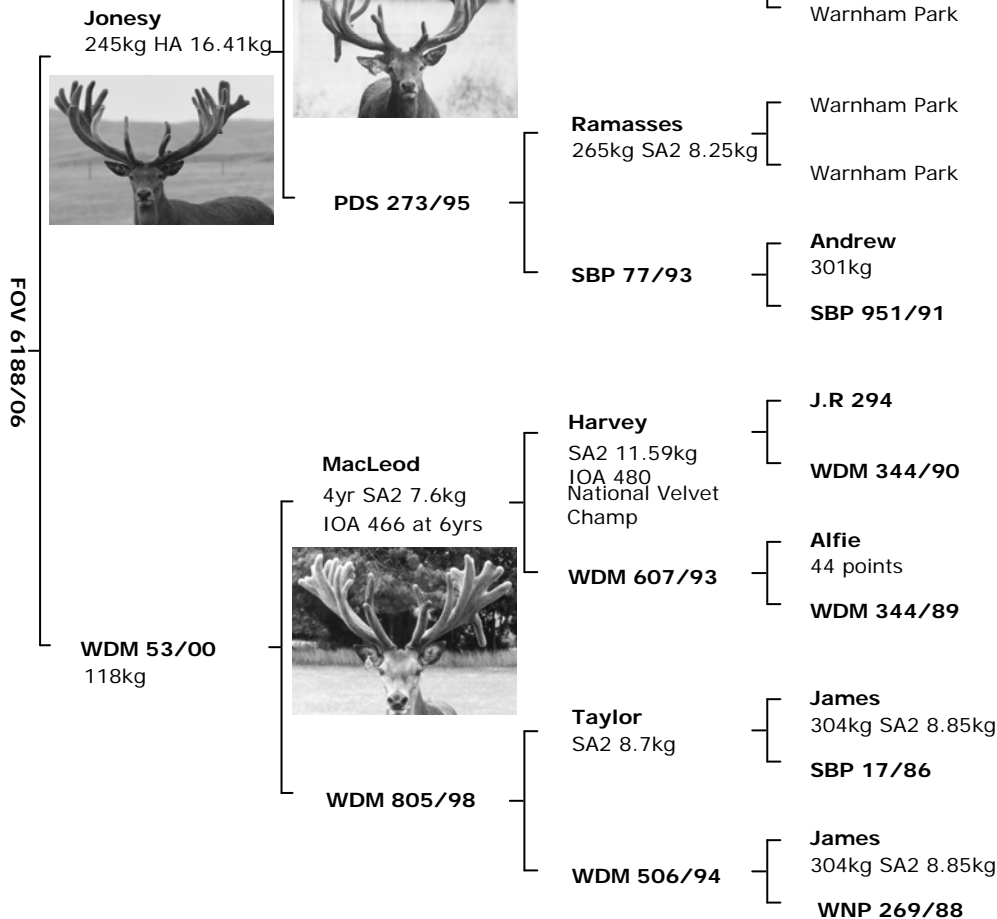 Jonesy
245kg HA 16.41kg
Warnham Park
Ramasses
265kg SA2 8.25kg
Warnham Park
Warnham Park
PDS 273/95
SBP 77/93
Andrew
301kg
SBP 951/91
FOV 6188/06
MacLeod
4yr SA2 7.6kg
IOA 466 at 6yrs
Harvey
SA2 11.59kg
IOA 480
National Velvet
Champ
J.R 294
WDM 344/90
WDM 607/93
Alfie
44 points
WDM 344/89
WDM 53/00
118kg
Taylor
SA2 8.7kg
James
304kg SA2 8.85kg
SBP 17/86
WDM 805/98
WDM 506/94
James
304kg SA2 8.85kg
WNP 269/88